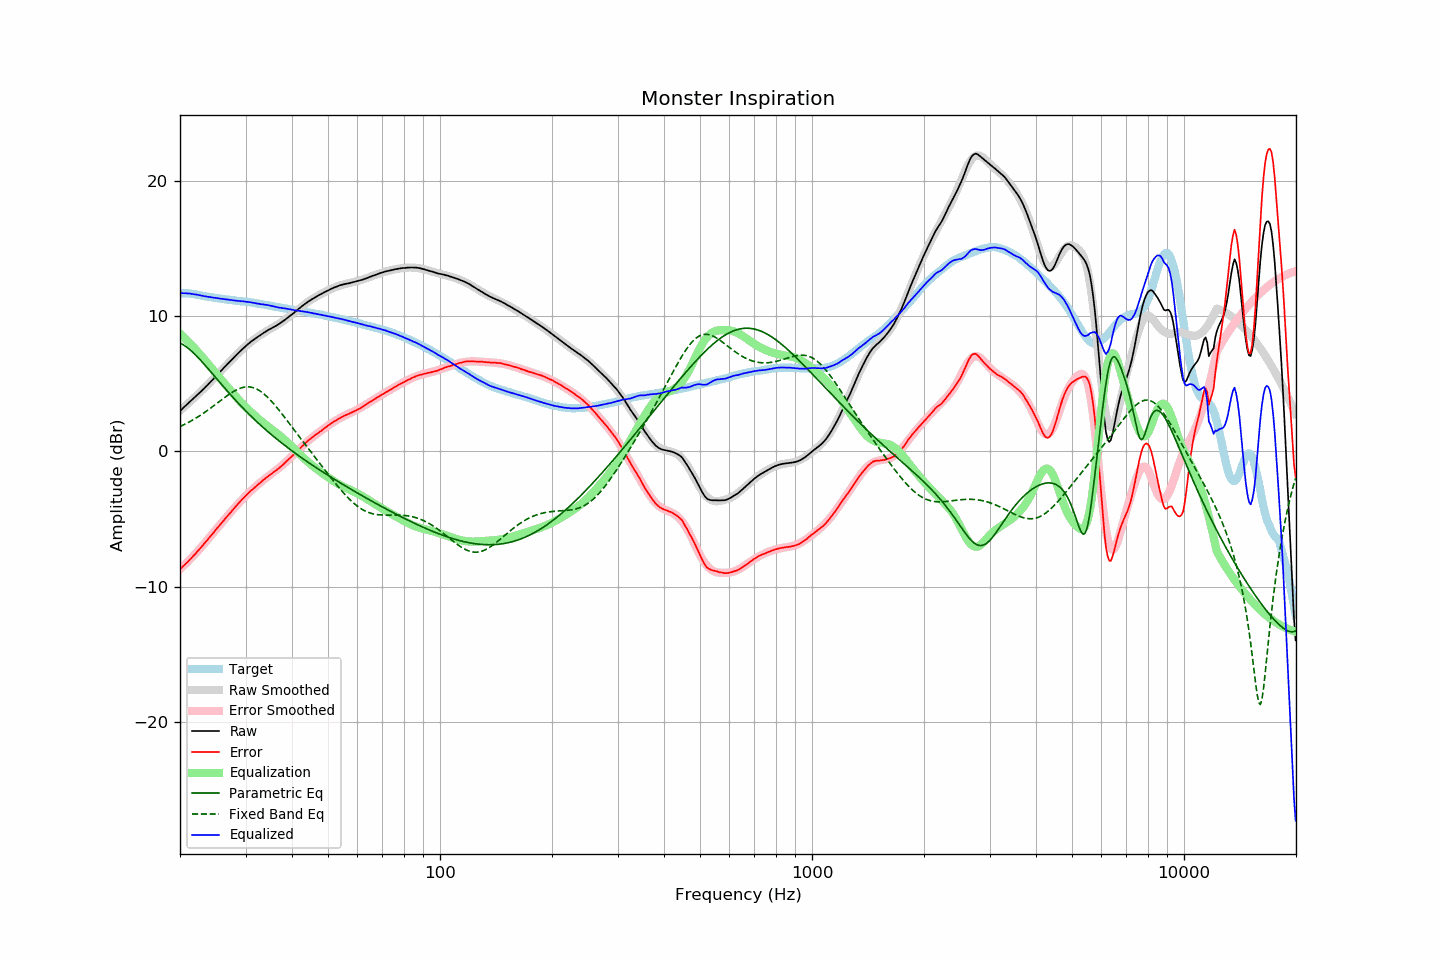 Monster Inspiration
20
10
0
−10
−20
Amplitude (dBr)
Target
Raw Smoothed
Error Smoothed
Raw
Error
Equalization
Parametric Eq
Fixed Band Eq
Equalized
100
1000
10000
Frequency (Hz)